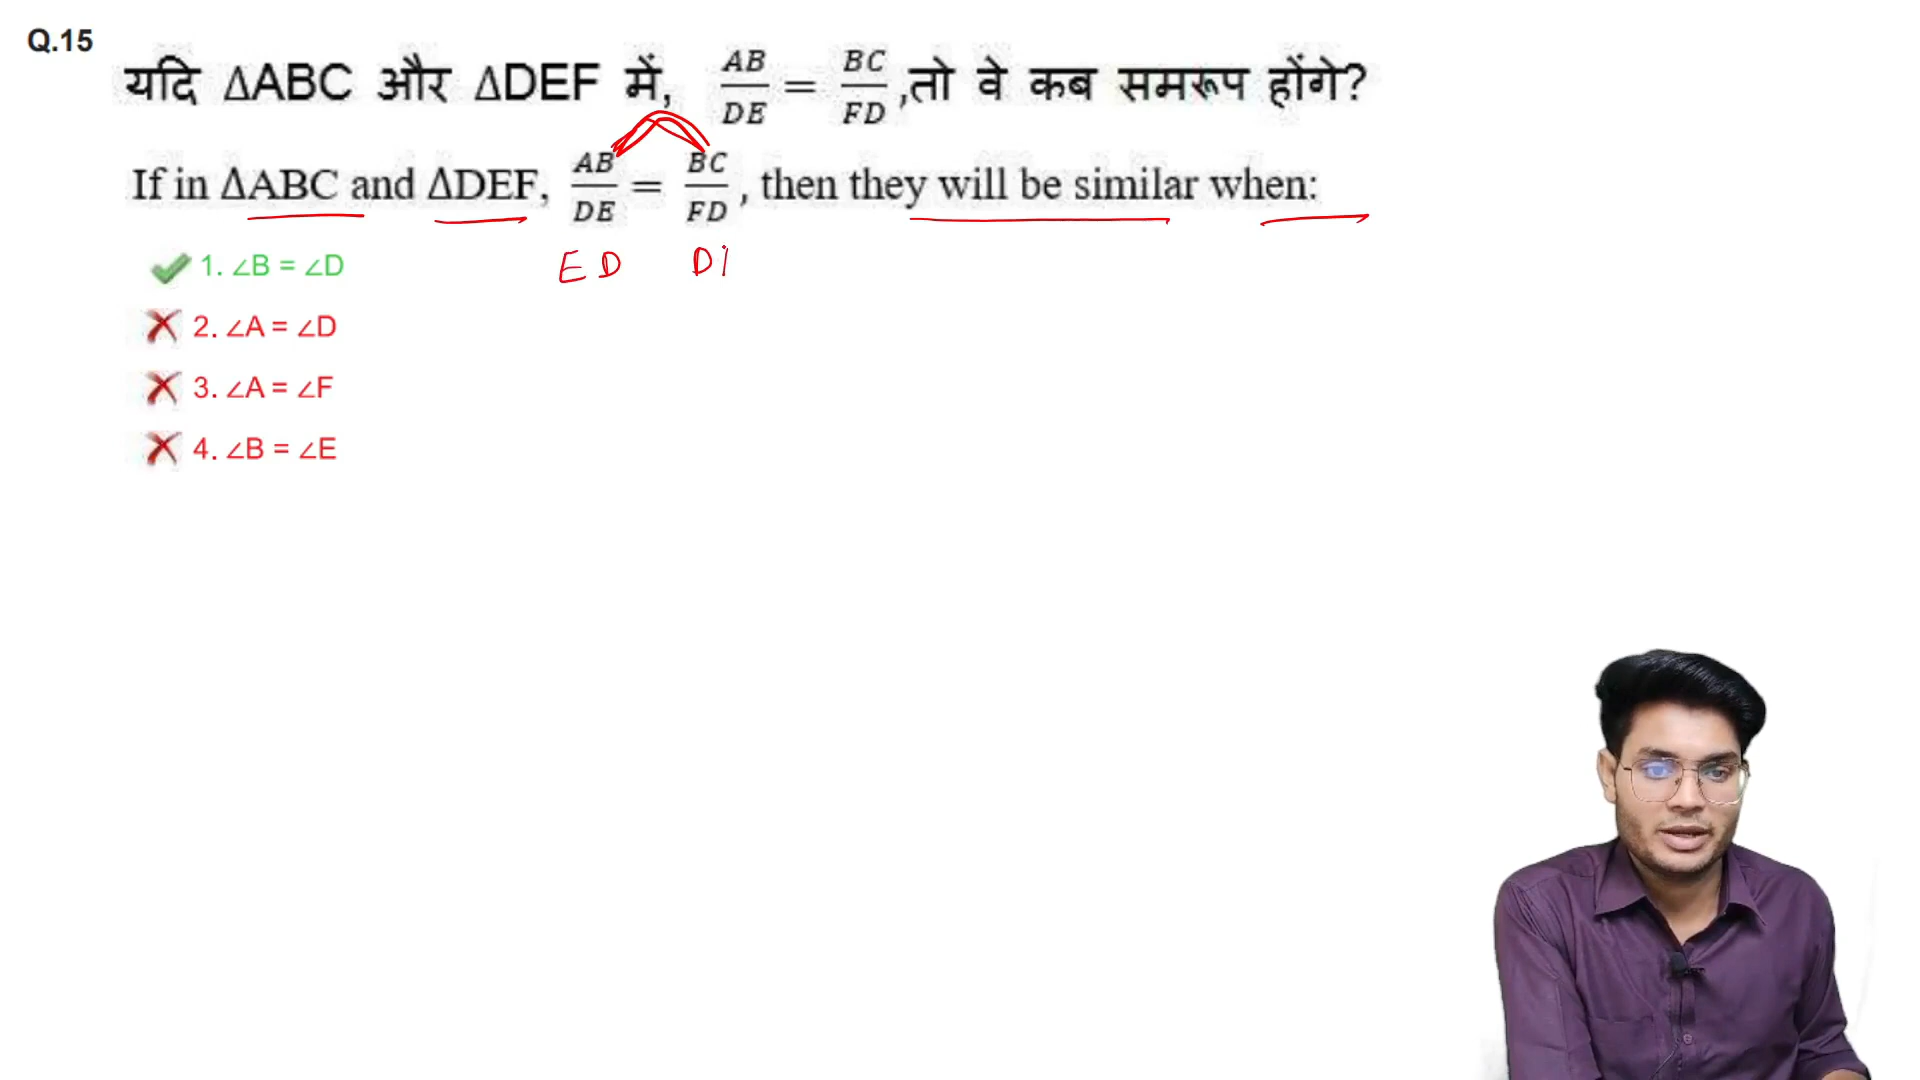 Q.15
यदि ΔABC और ΔDEF में, AB/DE = BC/FD ,तो वे कब समरूप होंगे?
If in ΔABC and ΔDEF, AB/DE = BC/FD , then they will be similar when:
ED DI
1. ∠B = ∠D
2. ∠A = ∠D
3. ∠A = ∠F
4. ∠B = ∠E